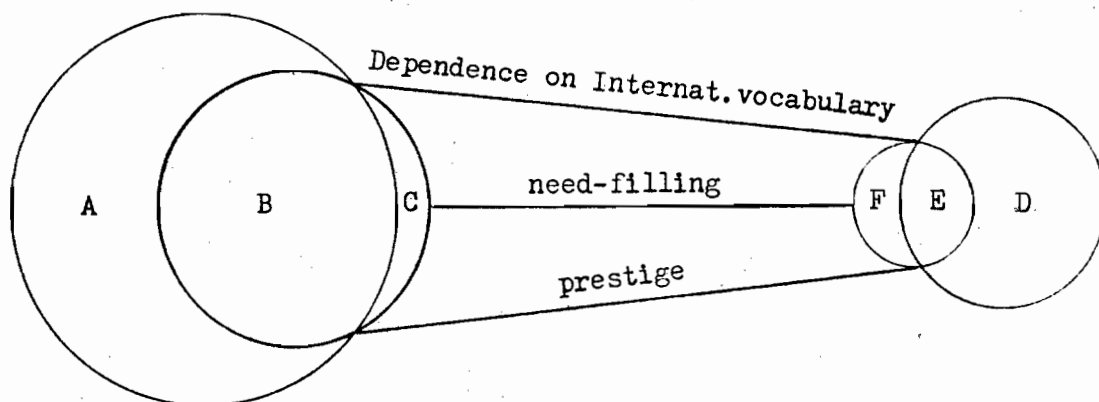 Dependence on Internat.vocabulary
need-filling
A B C F E D
prestige